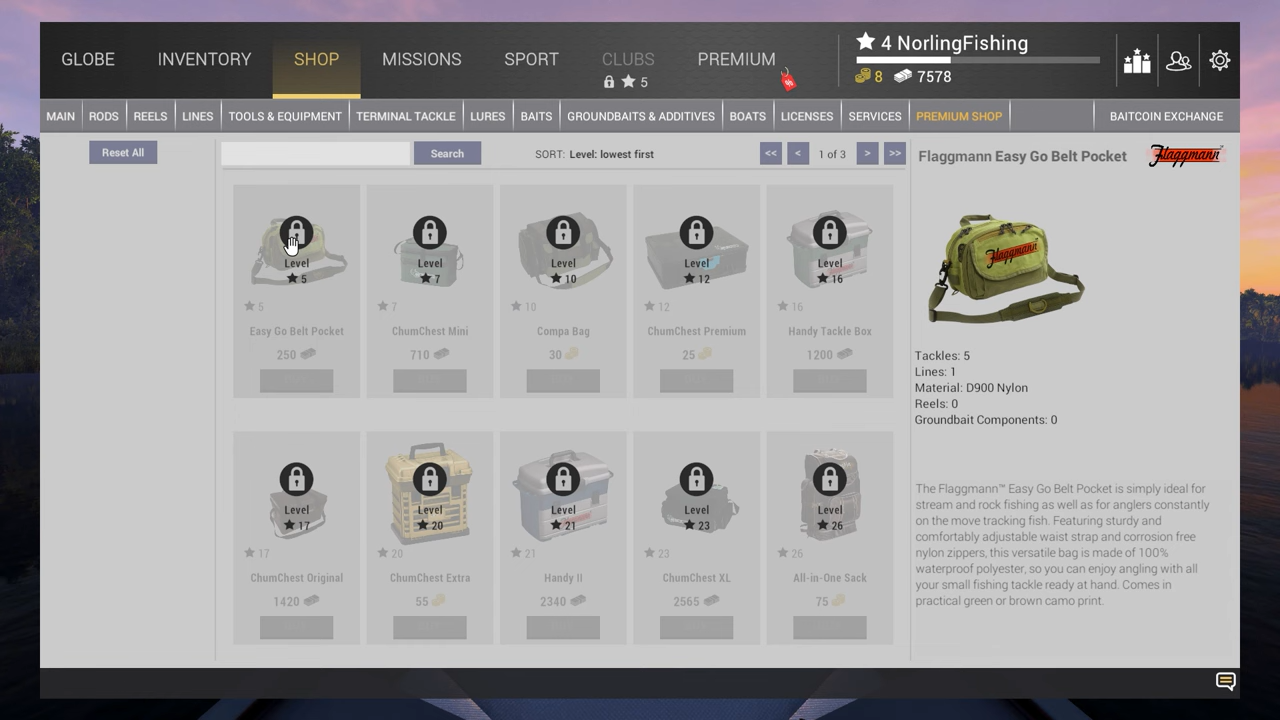 GLOBE
INVENTORY
SHOP
MISSIONS
SPORT
CLUBS
5
PREMIUM
4 NorlingFishing
8 7578
MAIN
RODS
REELS
LINES
TOOLS & EQUIPMENT
TERMINAL TACKLE
LURES
BAITS
GROUNDBAITS & ADDITIVES
BOATS
LICENSES
SERVICES
PREMIUM SHOP
BAITCOIN EXCHANGE
Reset All
Search
SORT: Level: lowest first
<<
<
1 of 3
>
>>
Level
5
5
Easy Go Belt Pocket
250
Level
7
7
ChumChest Mini
710
Level
10
10
Compa Bag
30
Level
12
12
ChumChest Premium
25
Level
16
16
Handy Tackle Box
1200
Level
17
17
ChumChest Original
1420
Level
20
20
ChumChest Extra
55
Level
21
21
Handy II
2340
Level
23
23
ChumChest XL
2565
Level
26
26
All-in-One Sack
75
Flaggmann Easy Go Belt Pocket
Flaggmann
Flaggmann
Tackles: 5
Lines: 1
Material: D900 Nylon
Reels: 0
Groundbait Components: 0
The Flaggmann™ Easy Go Belt Pocket is simply ideal for
stream and rock fishing as well as for anglers constantly
on the move tracking fish. Featuring sturdy and
comfortably adjustable waist strap and corrosion free
nylon zippers, this versatile bag is made of 100%
waterproof polyester, so you can enjoy angling with all
your small fishing tackle ready at hand. Comes in
practical green or brown camo print.